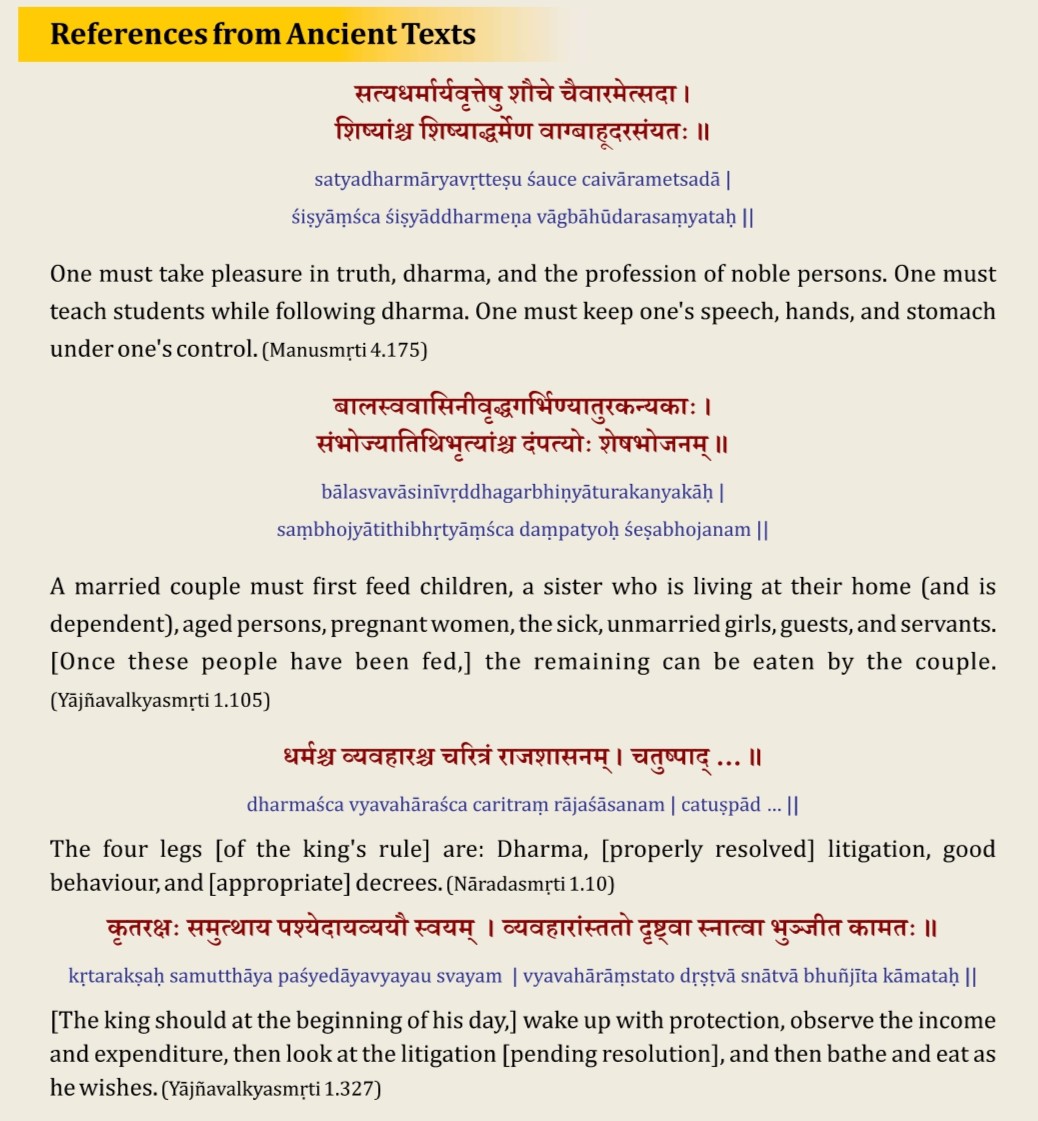 References from Ancient Texts
सत्यधर्मार्यवृत्तेषु शौचे चैवारमेत्सदा ।
शिष्यांश्च शिष्याद्धर्मेण वाग्बाहूदरसंयतः ॥
satyadharmāryavṛtteṣu śauce caivārametsadā |
śiṣyāṃśca śiṣyāddharmeṇa vāgbāhūdarasaṃyataḥ ||
One must take pleasure in truth, dharma, and the profession of noble persons. One must
teach students while following dharma. One must keep one's speech, hands, and stomach
under one's control. (Manusmṛti 4.175)
बालस्ववासिनीवृद्धगर्भिण्यातुरकन्यकाः ।
संभोज्यातिथिभृत्यांश्च दंपत्योः शेषभोजनम् ॥
bālasvavāsinīvṛddhagarbhiṇyāturakanyakāḥ |
saṃbhojyātithibhṛtyāṃśca daṃpatyoḥ śeṣabhojanam ||
A married couple must first feed children, a sister who is living at their home (and is
dependent), aged persons, pregnant women, the sick, unmarried girls, guests, and servants.
[Once these people have been fed,] the remaining can be eaten by the couple.
(Yājñavalkyasmṛti 1.105)
धर्मश्च व्यवहारश्च चरित्रं राजशासनम् । चतुष्पाद् ... ॥
dharmaśca vyavahāraśca caritraṃ rājaśāsanam | catuṣpād ... ||
The four legs [of the king's rule] are: Dharma, [properly resolved] litigation, good
behaviour, and [appropriate] decrees. (Nāradasmṛti 1.10)
कृतरक्षः समुत्थाय पश्येदायव्ययौ स्वयम् । व्यवहारांस्ततो दृष्ट्वा स्नात्वा भुञ्जीत कामतः ॥
kṛtarakṣaḥ samutthāya paśyedāyavyayau svayam | vyavahārāṃstato dṛṣṭvā snātvā bhuñjīta kāmataḥ ||
[The king should at the beginning of his day,] wake up with protection, observe the income
and expenditure, then look at the litigation [pending resolution], and then bathe and eat as
he wishes. (Yājñavalkyasmṛti 1.327)